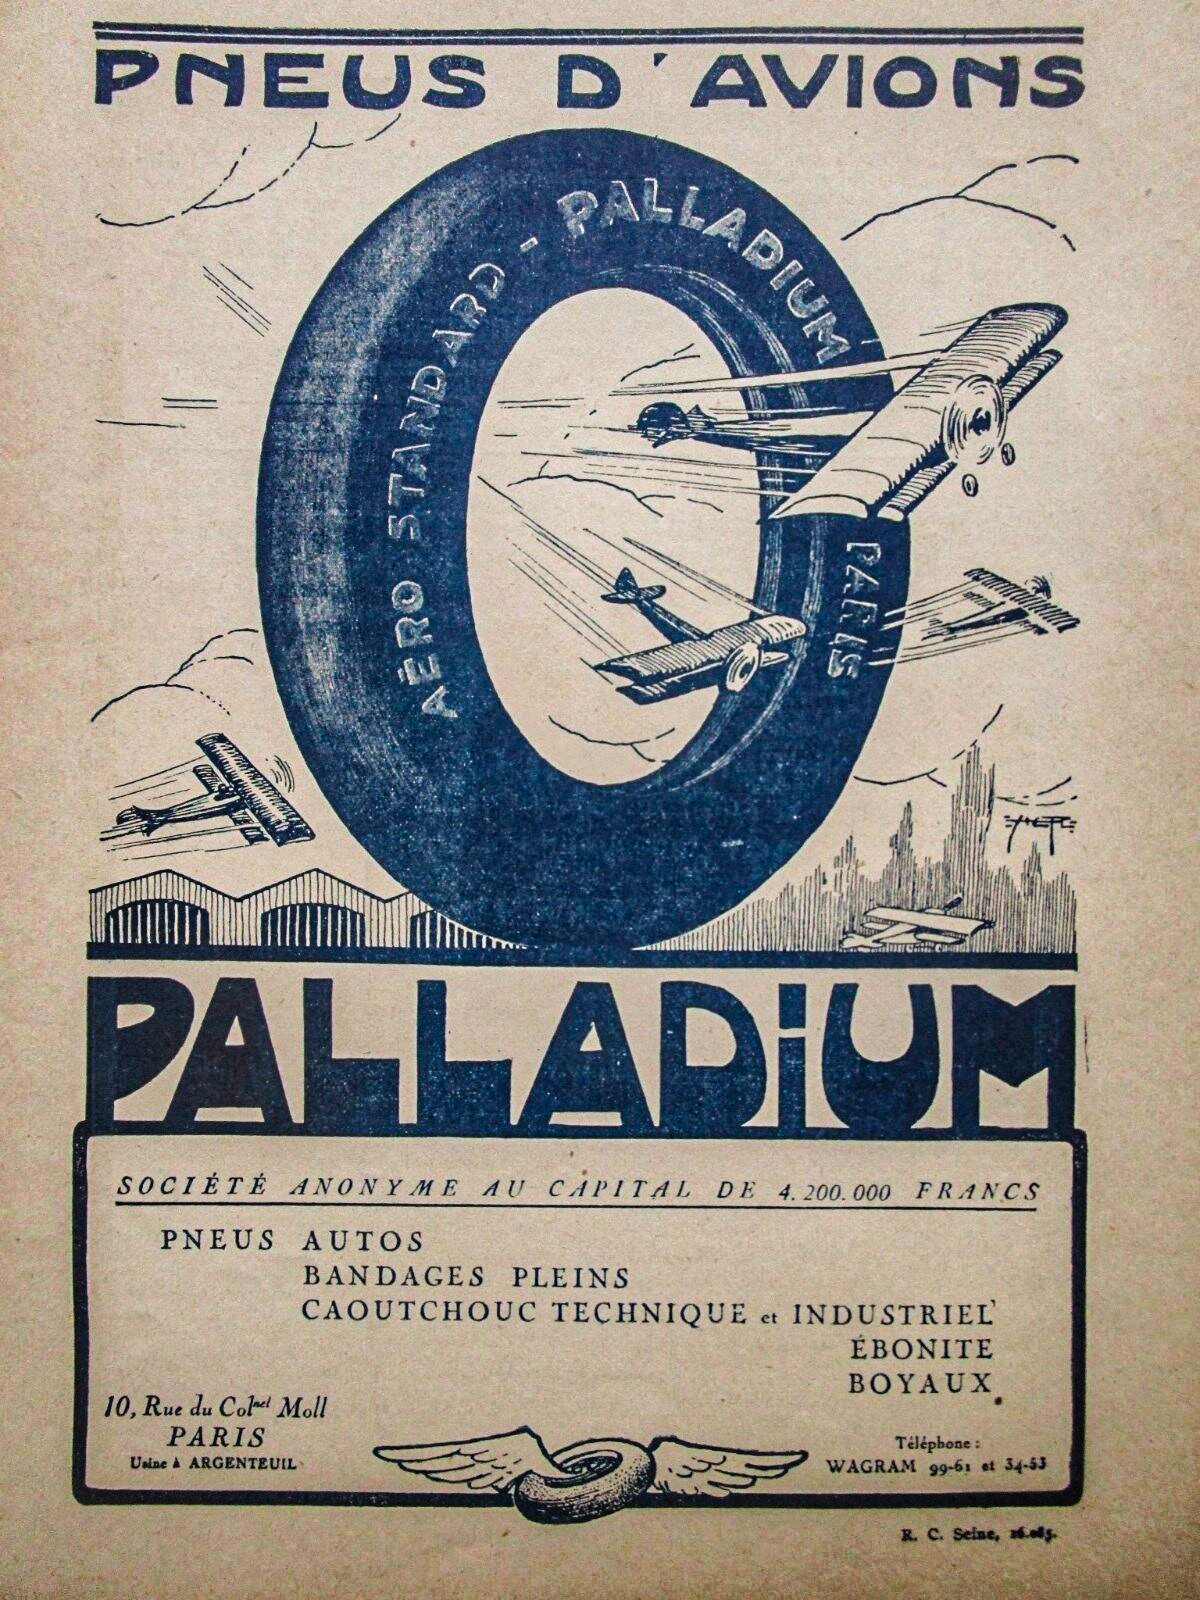 PNEUS D'AVIONS
AÉRO STANDARD - PALLADIUM
PARIS
PALLADiUM
SOCIÉTÉ ANONYME AU CAPITAL DE 4.200.000 FRANCS
PNEUS AUTOS
BANDAGES PLEINS
CAOUTCHOUC TECHNIQUE et INDUSTRIEL
ÉBONITE
BOYAUX
10, Rue du Colnel Moll
PARIS
Usine à ARGENTEUIL
Téléphone :
WAGRAM 99-61 et 34-53
R. C. Seine,